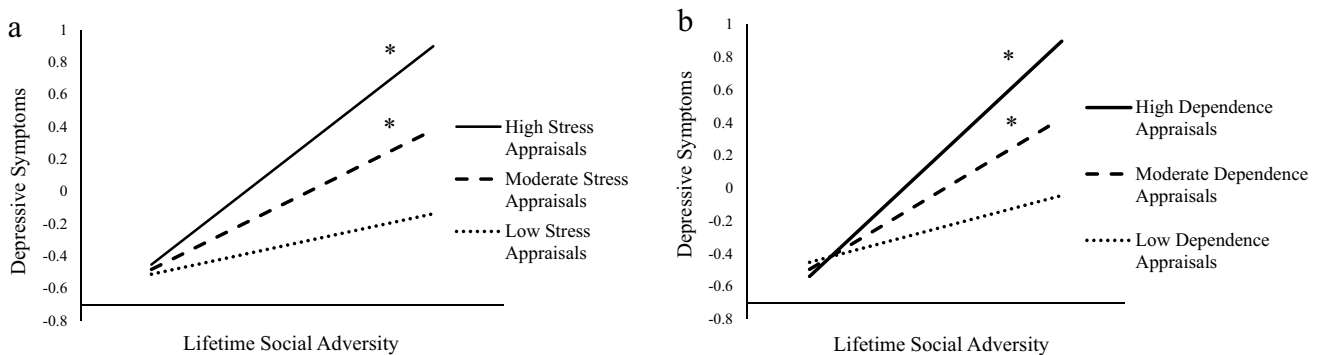 a
1
0.8
0.6
0.4
0.2
0
-0.2
-0.4
-0.6
-0.8
Depressive Symptoms
Lifetime Social Adversity
*
*
High Stress
Appraisals
Moderate Stress
Appraisals
Low Stress
Appraisals
b
1
0.8
0.6
0.4
0.2
0
-0.2
-0.4
-0.6
-0.8
Depressive Symptoms
Lifetime Social Adversity
*
*
High Dependence
Appraisals
Moderate Dependence
Appraisals
Low Dependence
Appraisals